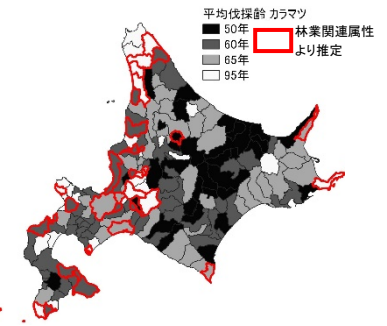 平均伐採齢 カラマツ
50年
60年
65年
95年
林業関連属性
より推定